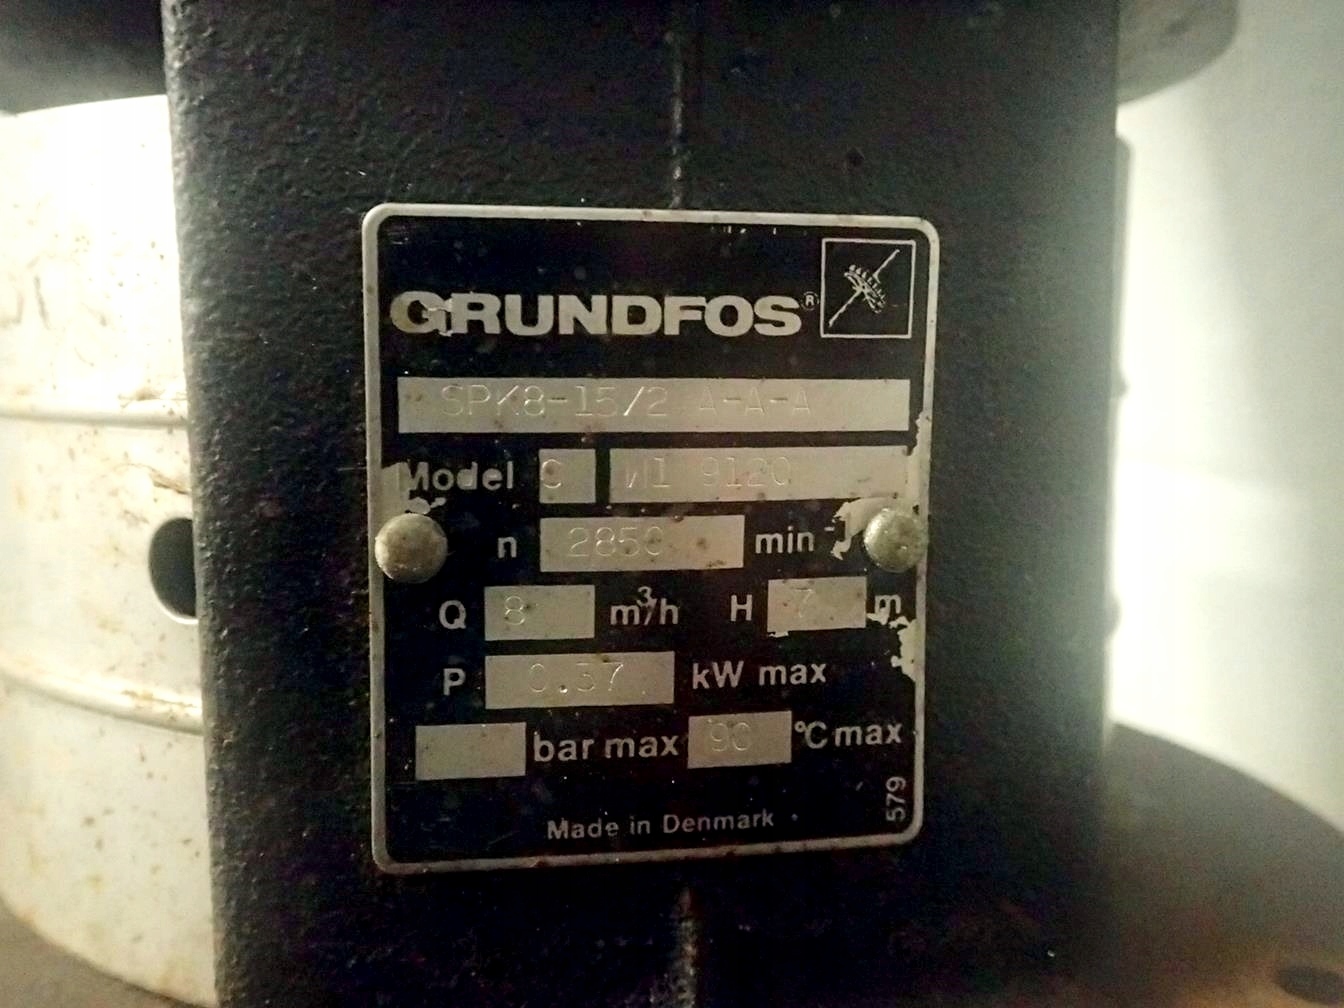 GRUNDFOS®
SPK8-15/2 A-A-A
Model C W1 9120
n 2850 min⁻¹
Q 8 m³/h H 7 m
P 0.37 kW max
bar max 90 °C max
579
Made in Denmark